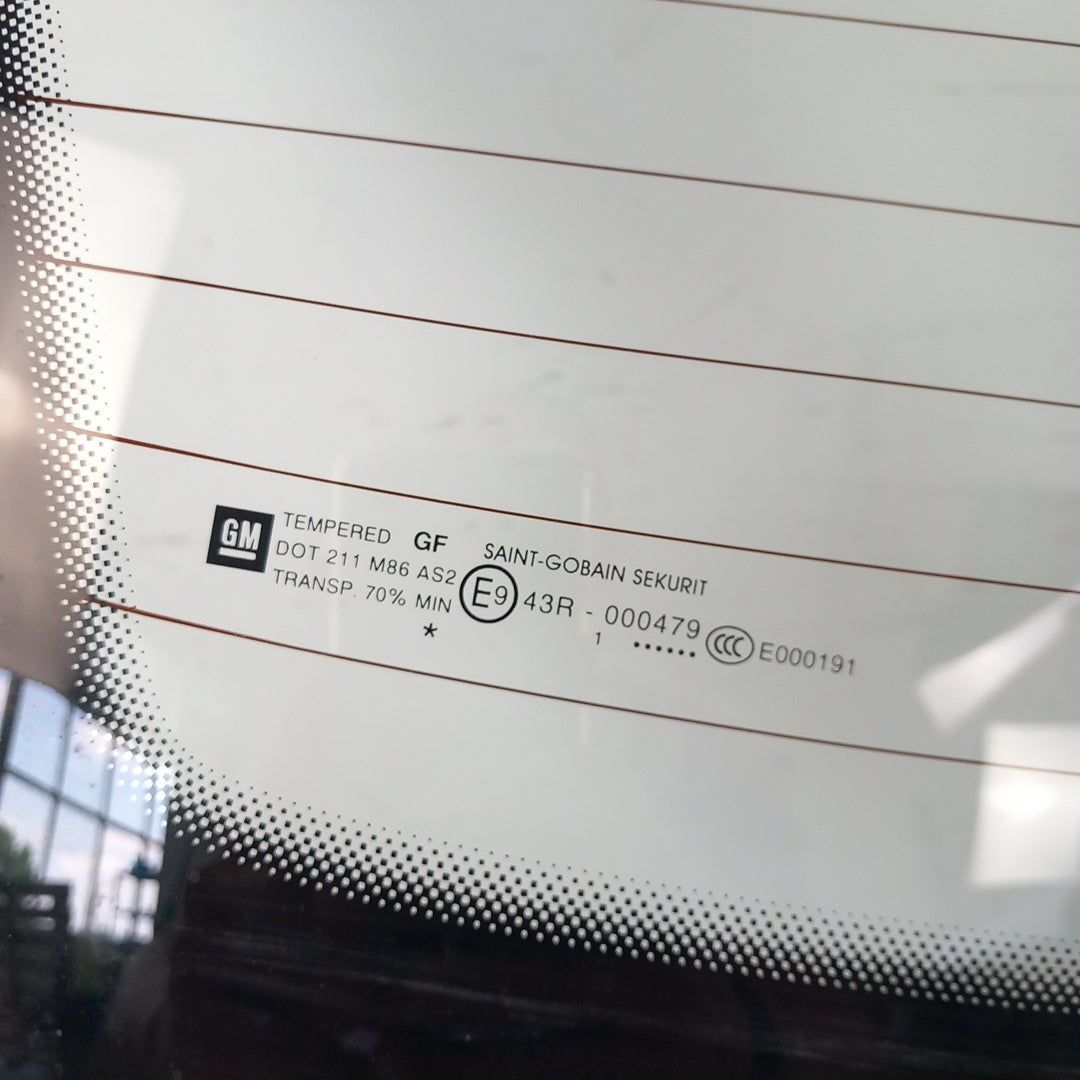 GM
TEMPERED GF SAINT-GOBAIN SEKURIT
DOT 211 M86 AS2 E9 43R - 000479 CCC E000191
TRANSP. 70% MIN 1 ......
*